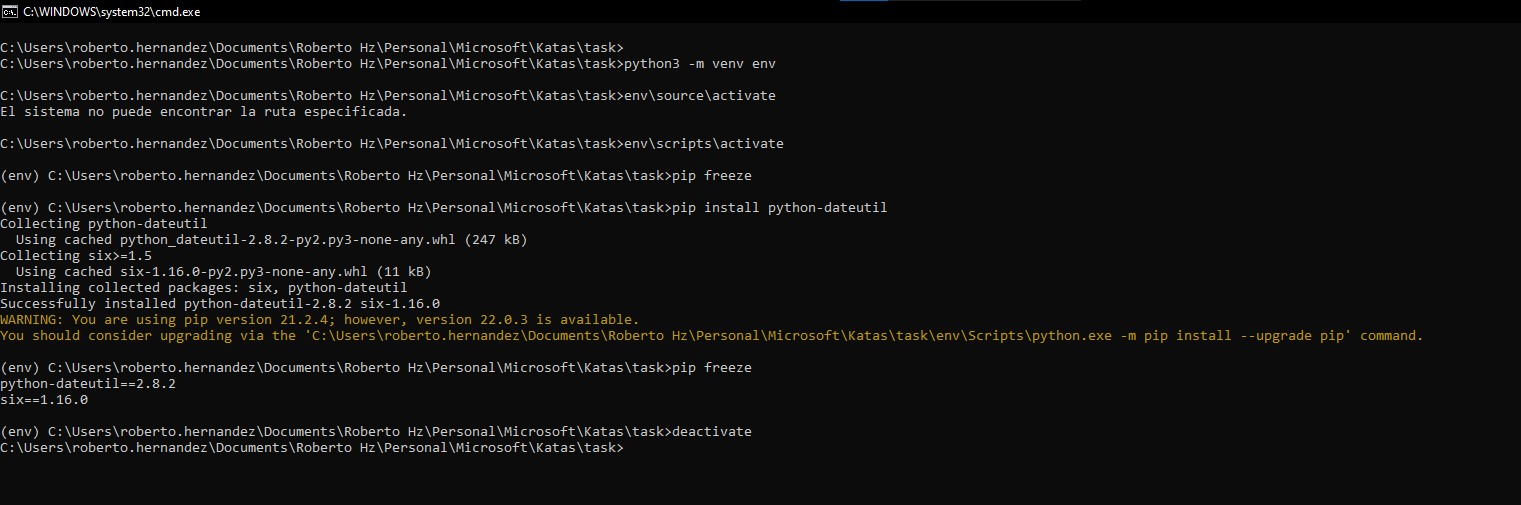 C:\WINDOWS\system32\cmd.exe
C:\Users\roberto.hernandez\Documents\Roberto Hz\Personal\Microsoft\Katas\task>
C:\Users\roberto.hernandez\Documents\Roberto Hz\Personal\Microsoft\Katas\task>python3 -m venv env
C:\Users\roberto.hernandez\Documents\Roberto Hz\Personal\Microsoft\Katas\task>env\source\activate
El sistema no puede encontrar la ruta especificada.
C:\Users\roberto.hernandez\Documents\Roberto Hz\Personal\Microsoft\Katas\task>env\scripts\activate
(env) C:\Users\roberto.hernandez\Documents\Roberto Hz\Personal\Microsoft\Katas\task>pip freeze
(env) C:\Users\roberto.hernandez\Documents\Roberto Hz\Personal\Microsoft\Katas\task>pip install python-dateutil
Collecting python-dateutil
  Using cached python_dateutil-2.8.2-py2.py3-none-any.whl (247 kB)
Collecting six>=1.5
  Using cached six-1.16.0-py2.py3-none-any.whl (11 kB)
Installing collected packages: six, python-dateutil
Successfully installed python-dateutil-2.8.2 six-1.16.0
WARNING: You are using pip version 21.2.4; however, version 22.0.3 is available.
You should consider upgrading via the 'C:\Users\roberto.hernandez\Documents\Roberto Hz\Personal\Microsoft\Katas\task\env\Scripts\python.exe -m pip install --upgrade pip' command.
(env) C:\Users\roberto.hernandez\Documents\Roberto Hz\Personal\Microsoft\Katas\task>pip freeze
python-dateutil==2.8.2
six==1.16.0
(env) C:\Users\roberto.hernandez\Documents\Roberto Hz\Personal\Microsoft\Katas\task>deactivate
C:\Users\roberto.hernandez\Documents\Roberto Hz\Personal\Microsoft\Katas\task>